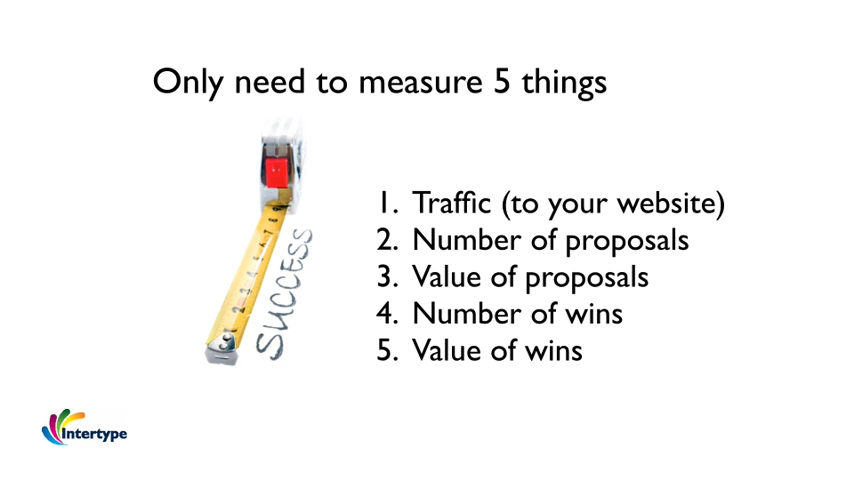 Only need to measure 5 things
SUCCESS
1. Traffic (to your website)
2. Number of proposals
3. Value of proposals
4. Number of wins
5. Value of wins
Intertype